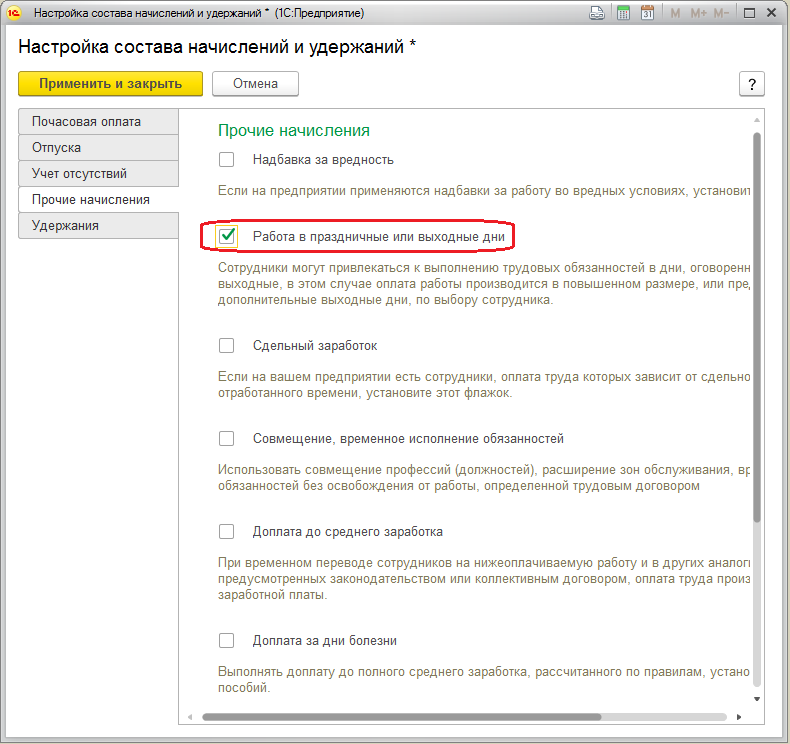 Настройка состава начислений и удержаний * (1С:Предприятие)
M M+ M-
Настройка состава начислений и удержаний *
Применить и закрыть Отмена ?
Почасовая оплата
Отпуска
Учет отсутствий
Прочие начисления
Удержания
Прочие начисления
Надбавка за вредность
Если на предприятии применяются надбавки за работу во вредных условиях, установит
Работа в праздничные или выходные дни
Сотрудники могут привлекаться к выполнению трудовых обязанностей в дни, оговоренн
выходные, в этом случае оплата работы производится в повышенном размере, или пред
дополнительные выходные дни, по выбору сотрудника.
Сдельный заработок
Если на вашем предприятии есть сотрудники, оплата труда которых зависит от сдельно
отработанного времени, установите этот флажок.
Совмещение, временное исполнение обязанностей
Использовать совмещение профессий (должностей), расширение зон обслуживания, вр
обязанностей без освобождения от работы, определенной трудовым договором
Доплата до среднего заработка
При временном переводе сотрудников на нижеоплачиваемую работу и в других аналоги
предусмотренных законодательством или коллективным договором, оплата труда произ
заработной платы.
Доплата за дни болезни
Выполнять доплату до полного среднего заработка, рассчитанного по правилам, устано
пособий.